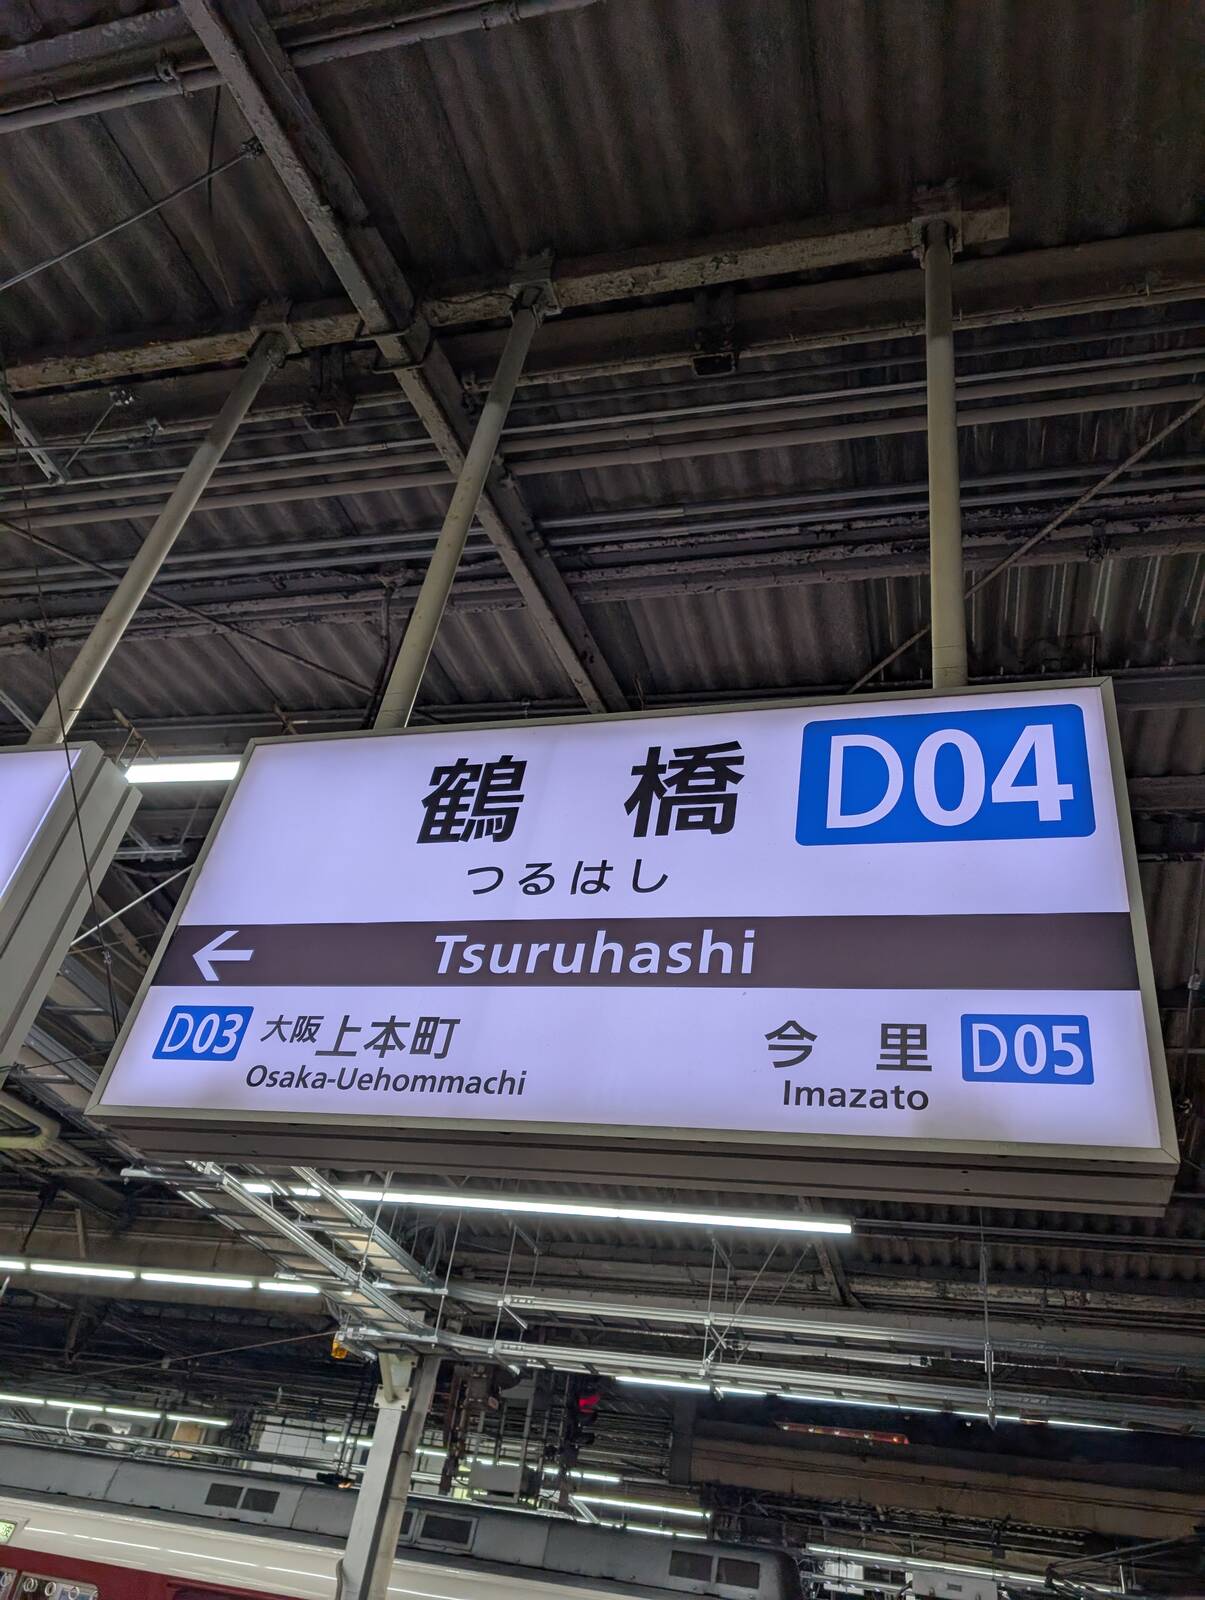 鶴橋 D04
つるはし
← Tsuruhashi
D03 大阪上本町 今里 D05
Osaka-Uehommachi Imazato